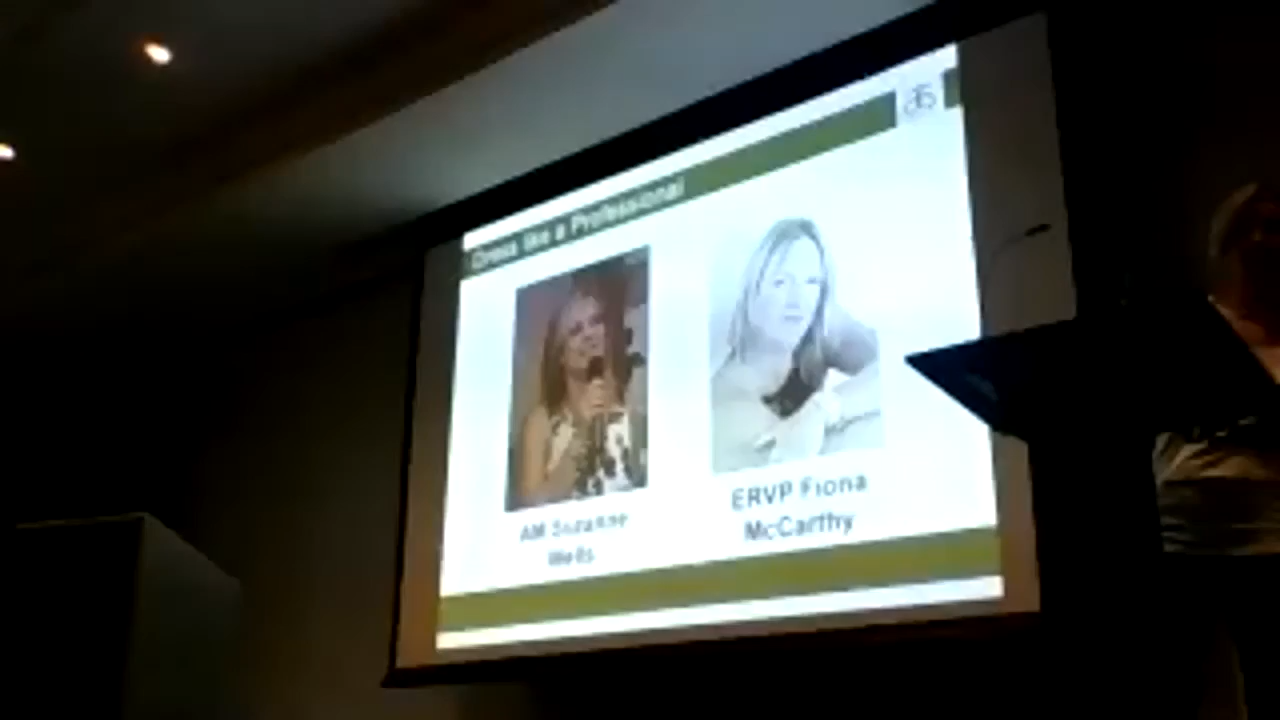 Dress like a Professional
AM Suzanne
Wells
ERVP Fiona
McCarthy